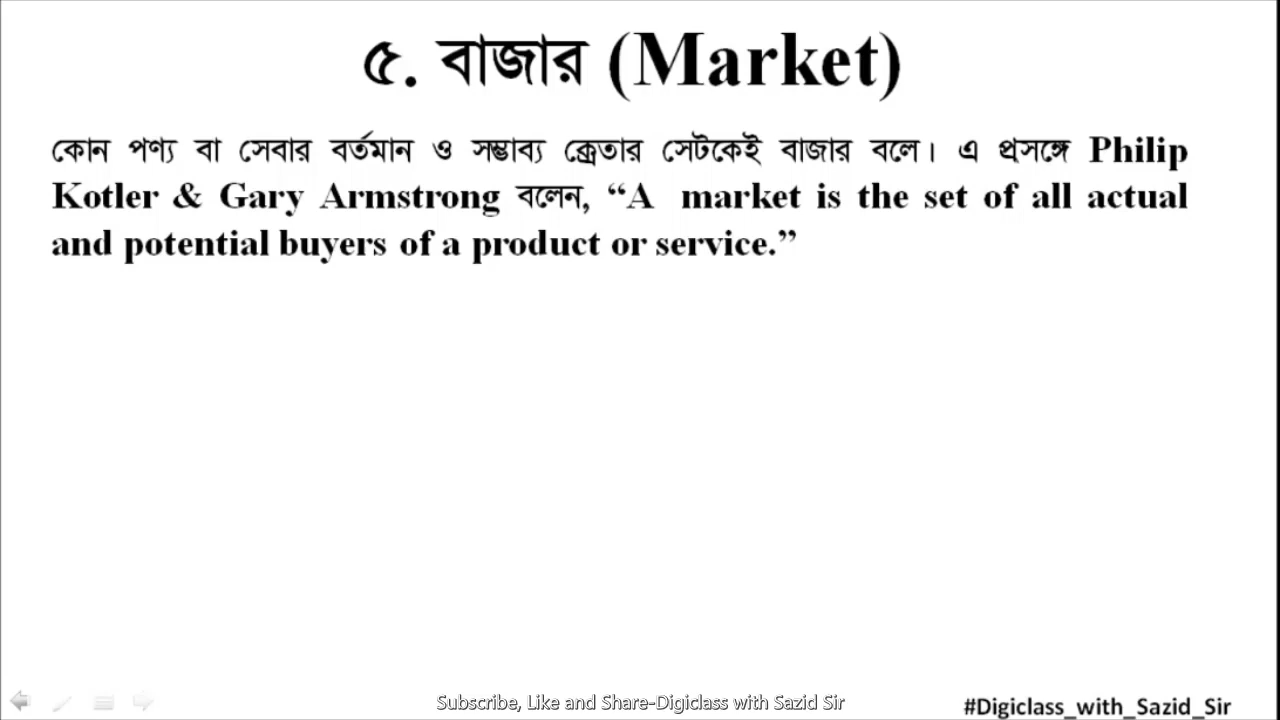 ৫. বাজার (Market)
কোন পণ্য বা সেবার বর্তমান ও সম্ভাব্য ক্রেতার সেটকেই বাজার বলে। এ প্রসঙ্গে Philip
Kotler & Gary Armstrong বলেন, “A market is the set of all actual
and potential buyers of a product or service.”
Subscribe, Like and Share-Digiclass with Sazid Sir
#Digiclass_with_Sazid_Sir